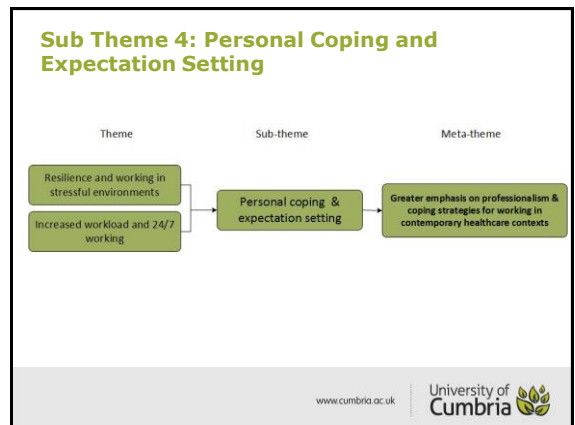 Sub Theme 4: Personal Coping and
Expectation Setting
Theme
Sub-theme
Meta-theme
Resilience and working in
stressful environments
Increased workload and 24/7
working
Personal coping &
expectation setting
Greater emphasis on professionalism &
coping strategies for working in
contemporary healthcare contexts
www.cumbria.ac.uk
University of
Cumbria